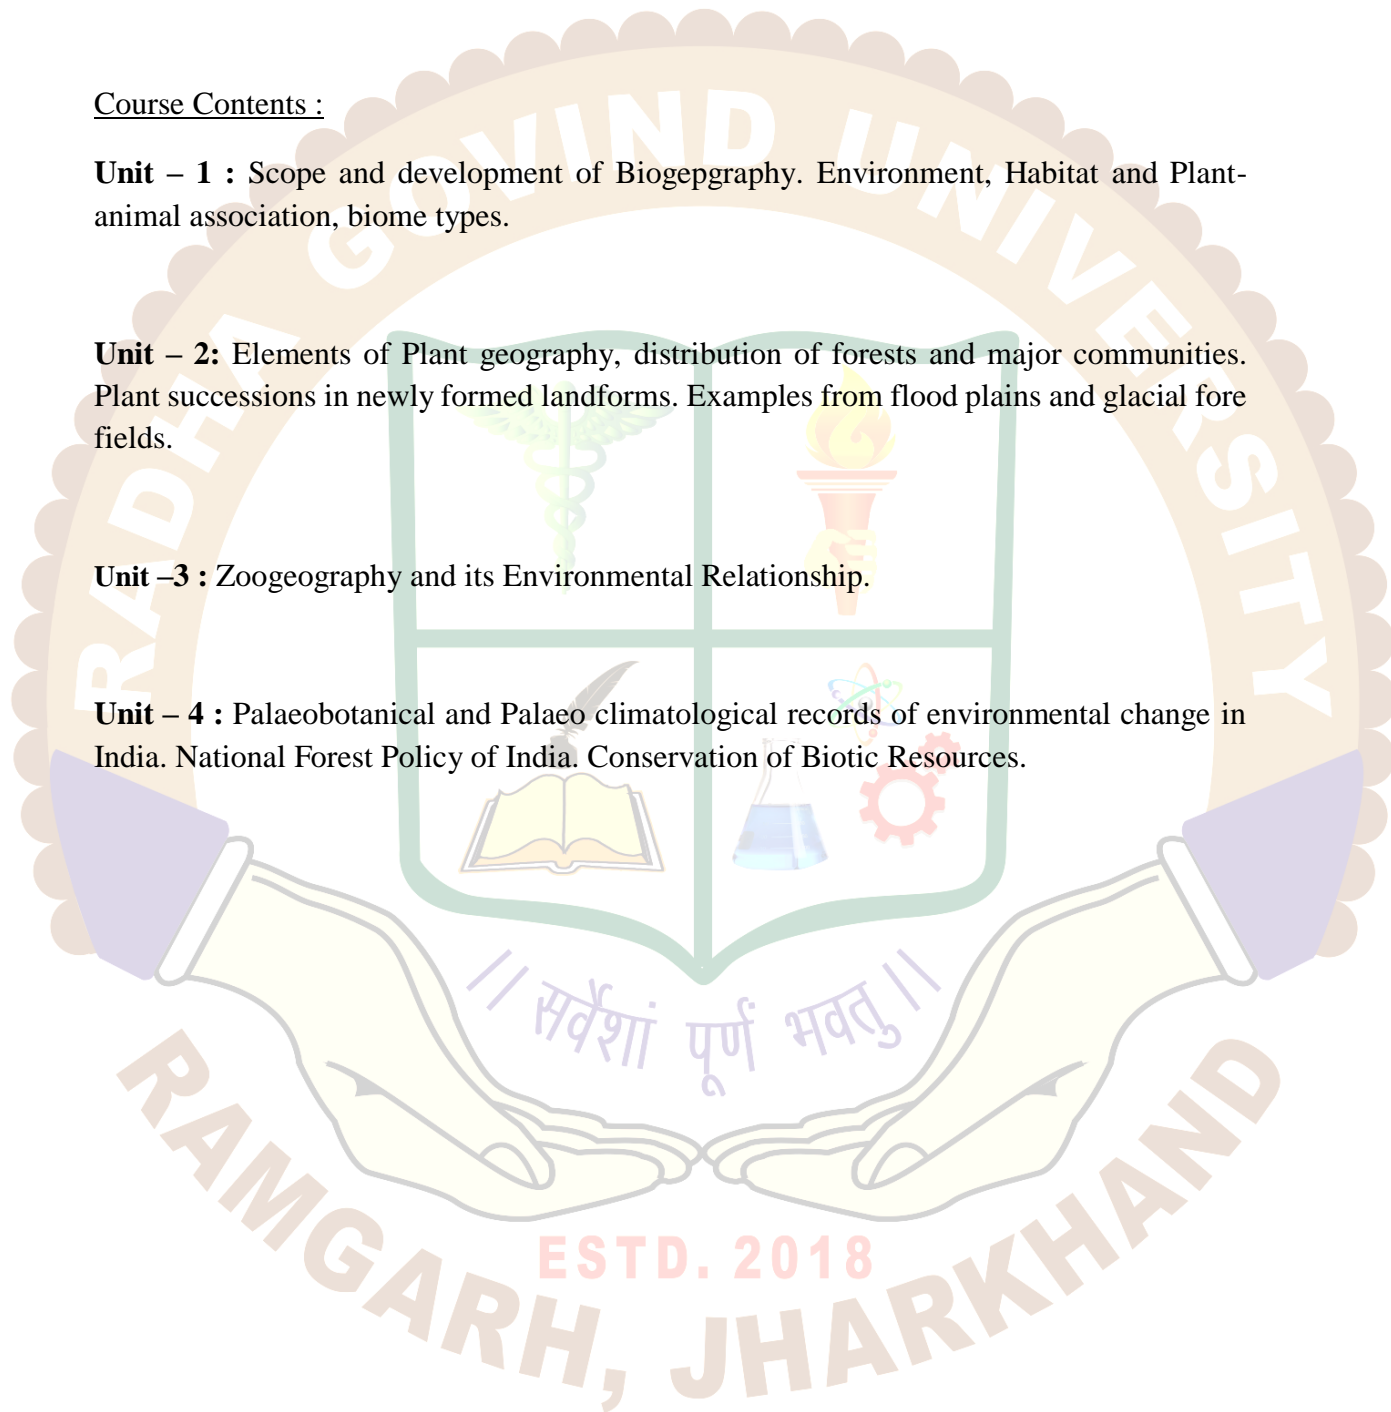 Course Contents :
Unit – 1 : Scope and development of Biogepgraphy. Environment, Habitat and Plant-
animal association, biome types.
Unit – 2: Elements of Plant geography, distribution of forests and major communities.
Plant successions in newly formed landforms. Examples from flood plains and glacial fore
fields.
Unit –3 : Zoogeography and its Environmental Relationship.
Unit – 4 : Palaeobotanical and Palaeo climatological records of environmental change in
India. National Forest Policy of India. Conservation of Biotic Resources.
RADHA GOVIND UNIVERSITY
|| सर्वेशां पूर्ण भवतु ||
ESTD. 2018
RAMGARH, JHARKHAND